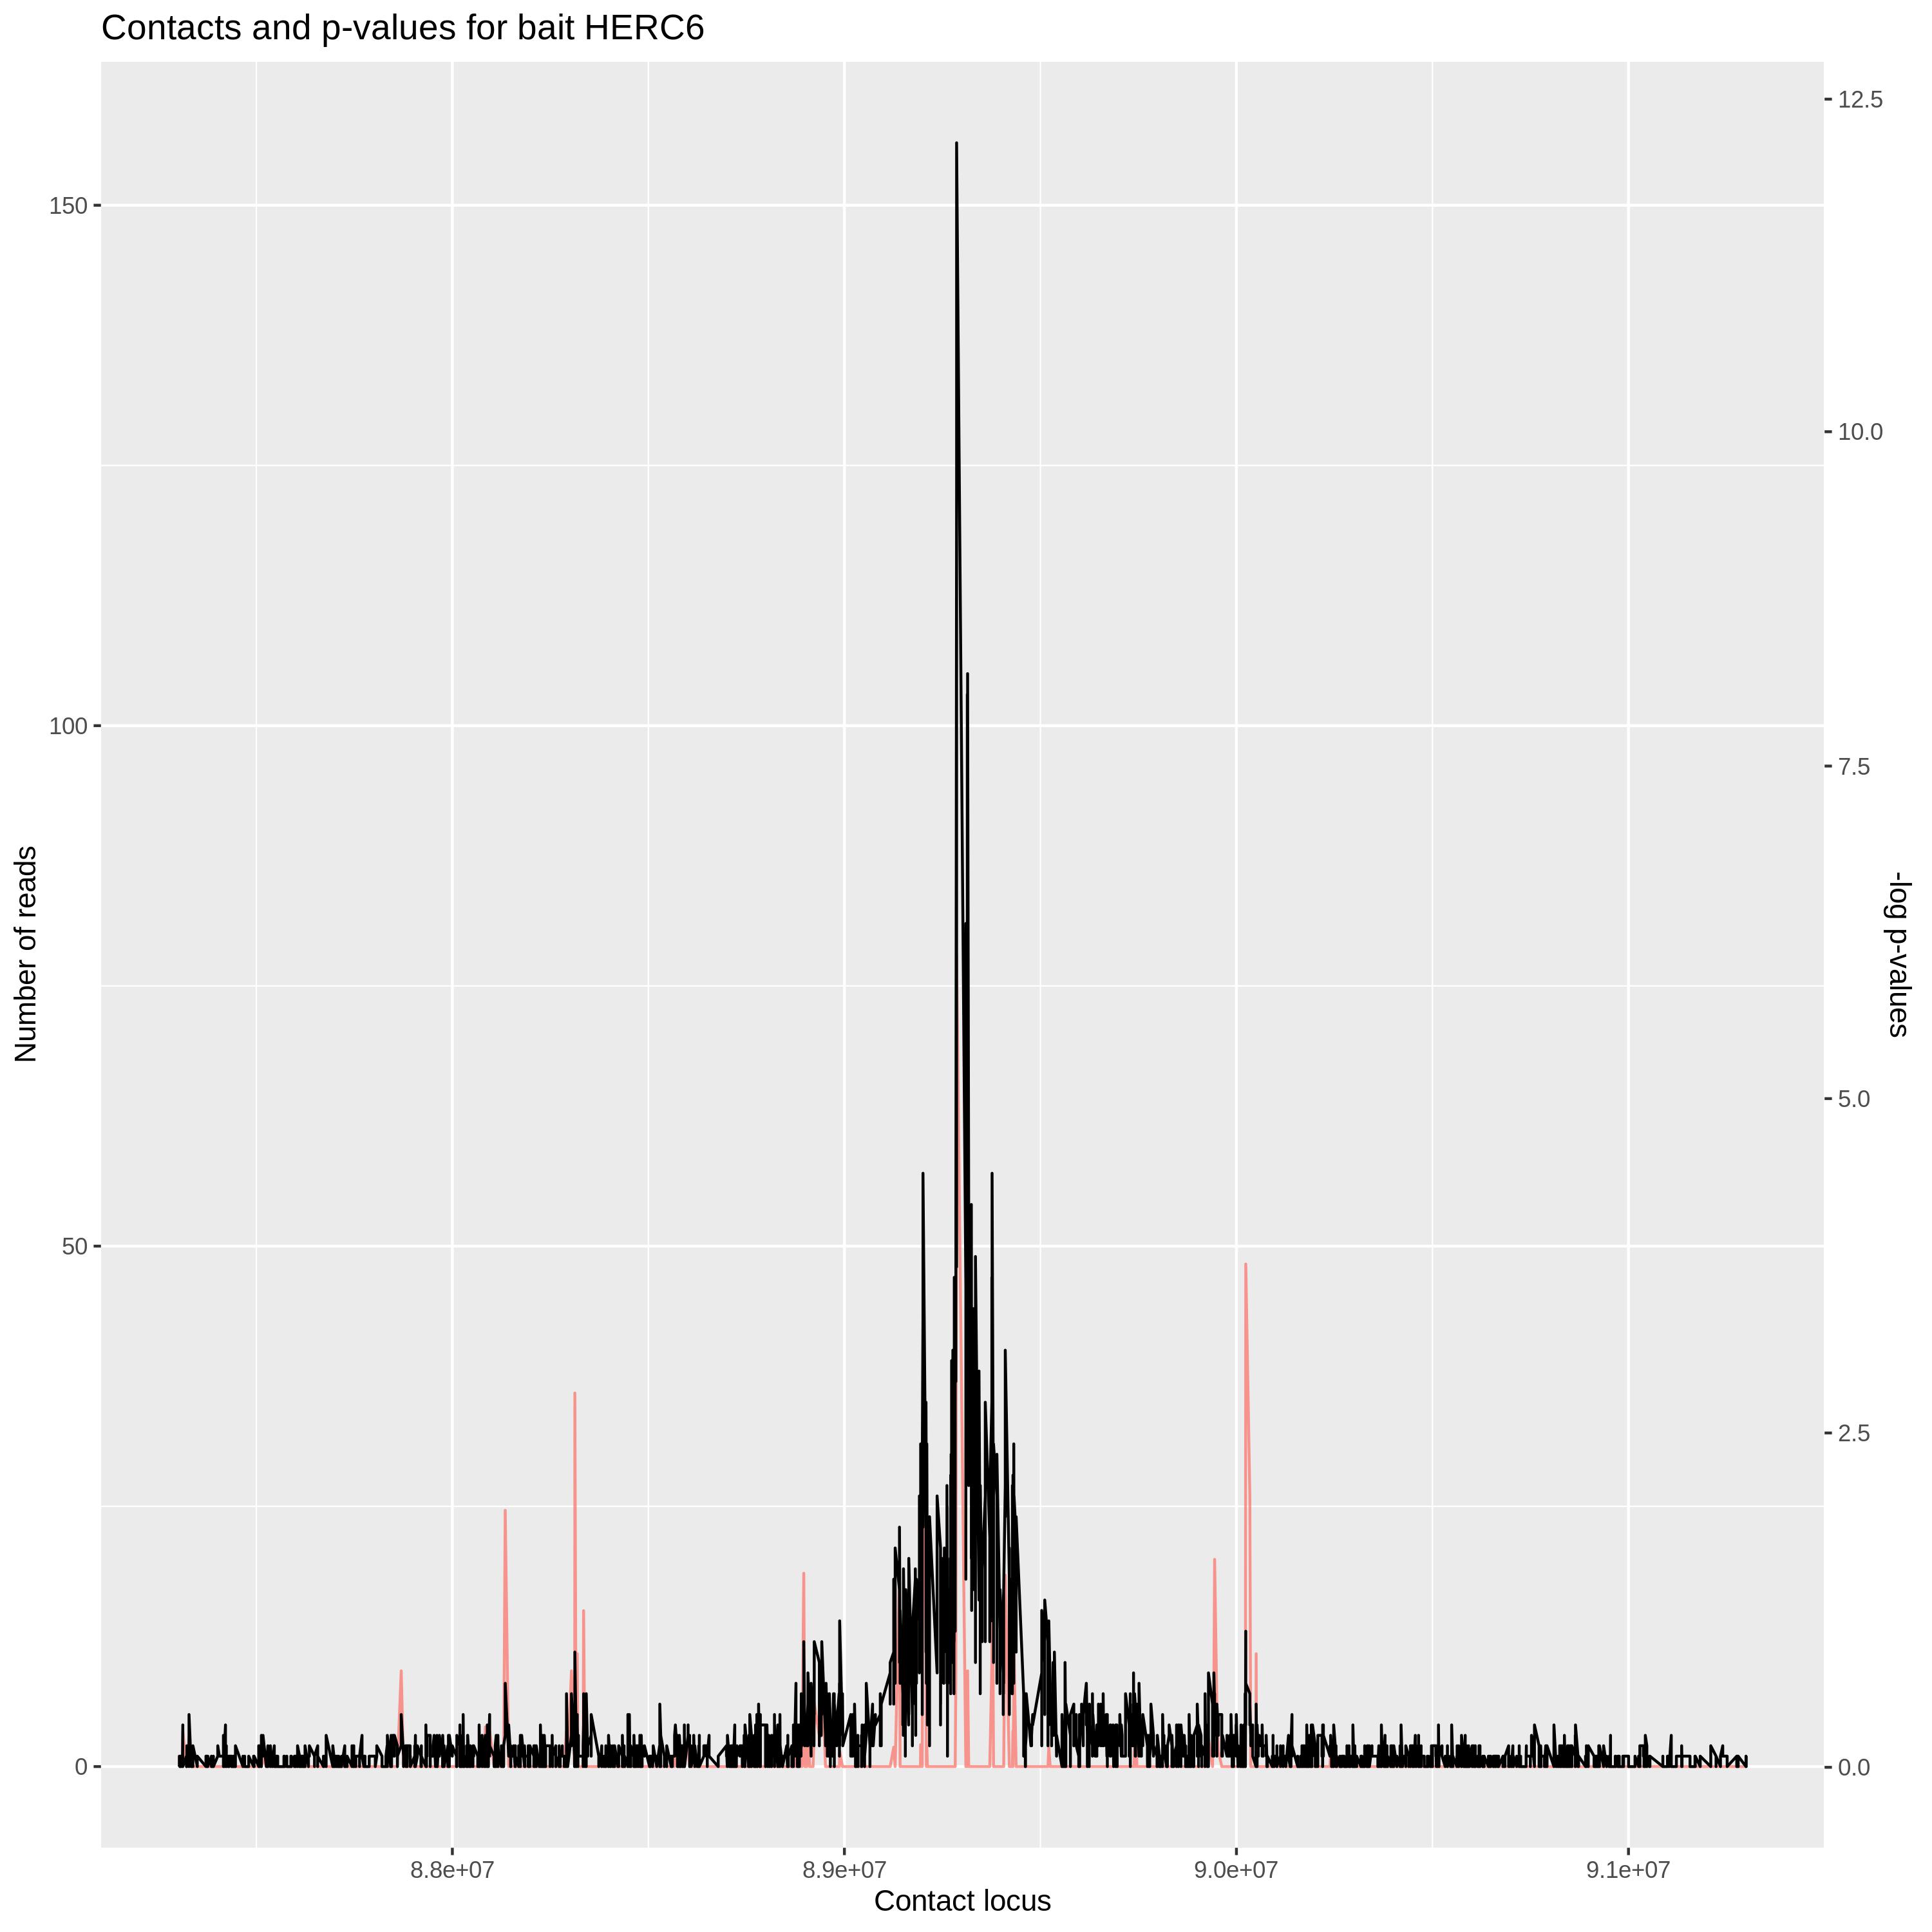 Contacts and p-values for bait HERC6
150
100
50
0
Number of reads
12.5
10.0
7.5
5.0
2.5
0.0
-log p-values
8.8e+07
8.9e+07
9.0e+07
9.1e+07
Contact locus